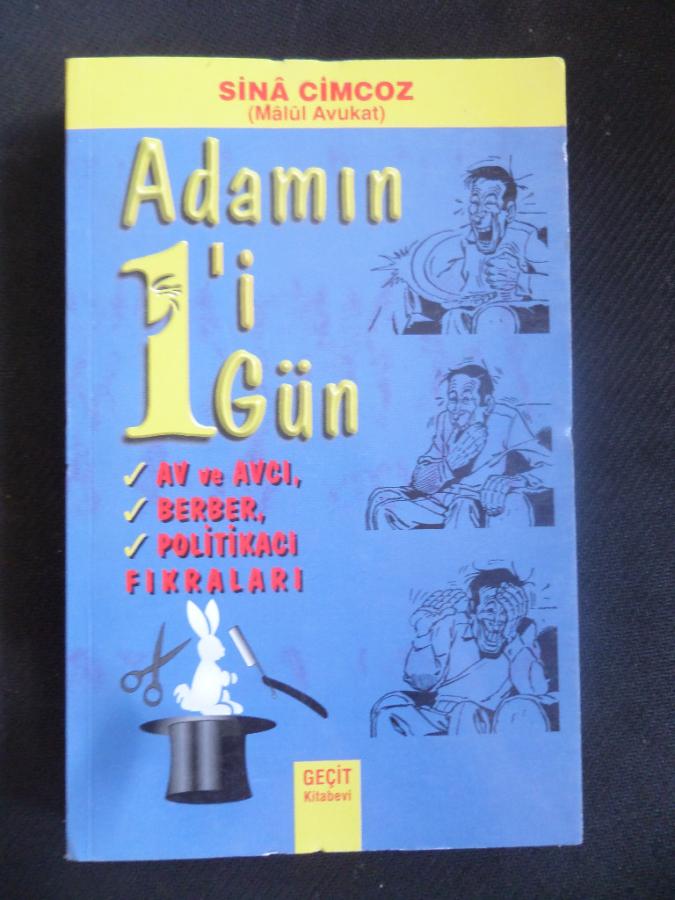 SİNÂ CİMCOZ
(Mâlûl Avukat)
Adamın
1'i
Gün
✓ AV ve AVCI,
✓ BERBER,
✓ POLİTİKACI
FIKRALARI
GEÇİT
Kitabevi